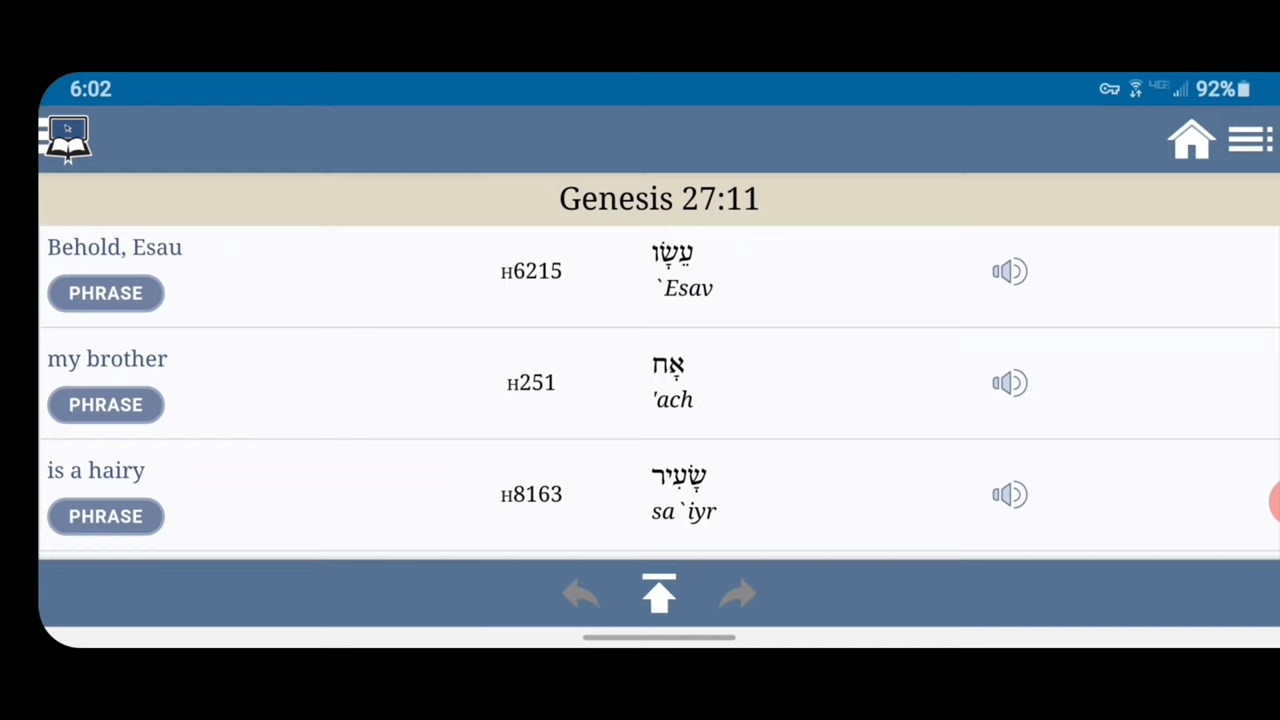 6:02
4GE 92%
Genesis 27:11
Behold, Esau
PHRASE
H6215
עֵשָׂו
`Esav
my brother
PHRASE
H251
אָח
'ach
is a hairy
PHRASE
H8163
שָׂעִיר
sa`iyr